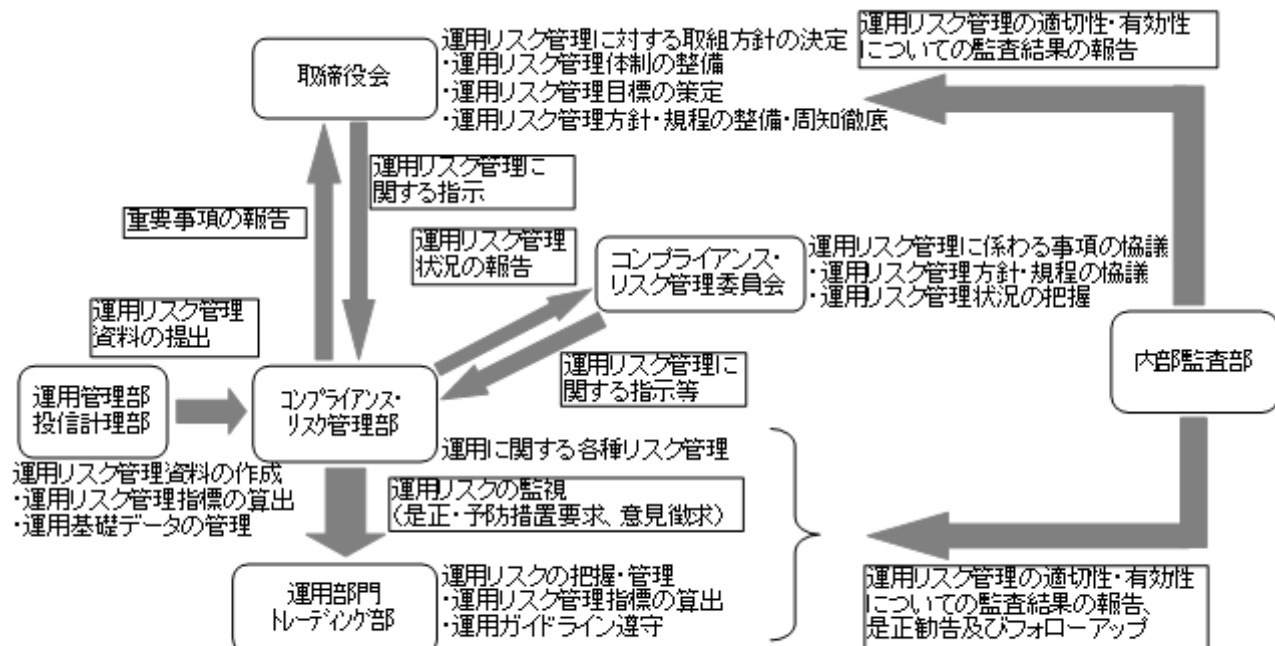 運用リスク管理に対する取組方針の決定
・運用リスク管理体制の整備
・運用リスク管理目標の策定
・運用リスク管理方針・規程の整備・周知徹底
取締役会
運用リスク管理の適切性・有効性
についての監査結果の報告
運用リスク管理に
関する指示
重要事項の報告
運用リスク管理
状況の報告
コンプライアンス・
リスク管理委員会
運用リスク管理に係わる事項の協議
・運用リスク管理方針・規程の協議
・運用リスク管理状況の把握
運用リスク管理
資料の提出
運用リスク管理に
関する指示等
内部監査部
運用管理部
投信計理部
コンプライアンス・
リスク管理部
運用に関する各種リスク管理
運用リスク管理資料の作成
・運用リスク管理指標の算出
・運用基礎データの管理
運用リスクの監視
(是正・予防措置要求、意見徴求)
運用部門
トレーディング部
運用リスクの把握・管理
・運用リスク管理指標の算出
・運用ガイドライン遵守
運用リスク管理の適切性・有効性
についての監査結果の報告、
是正勧告及びフォローアップ